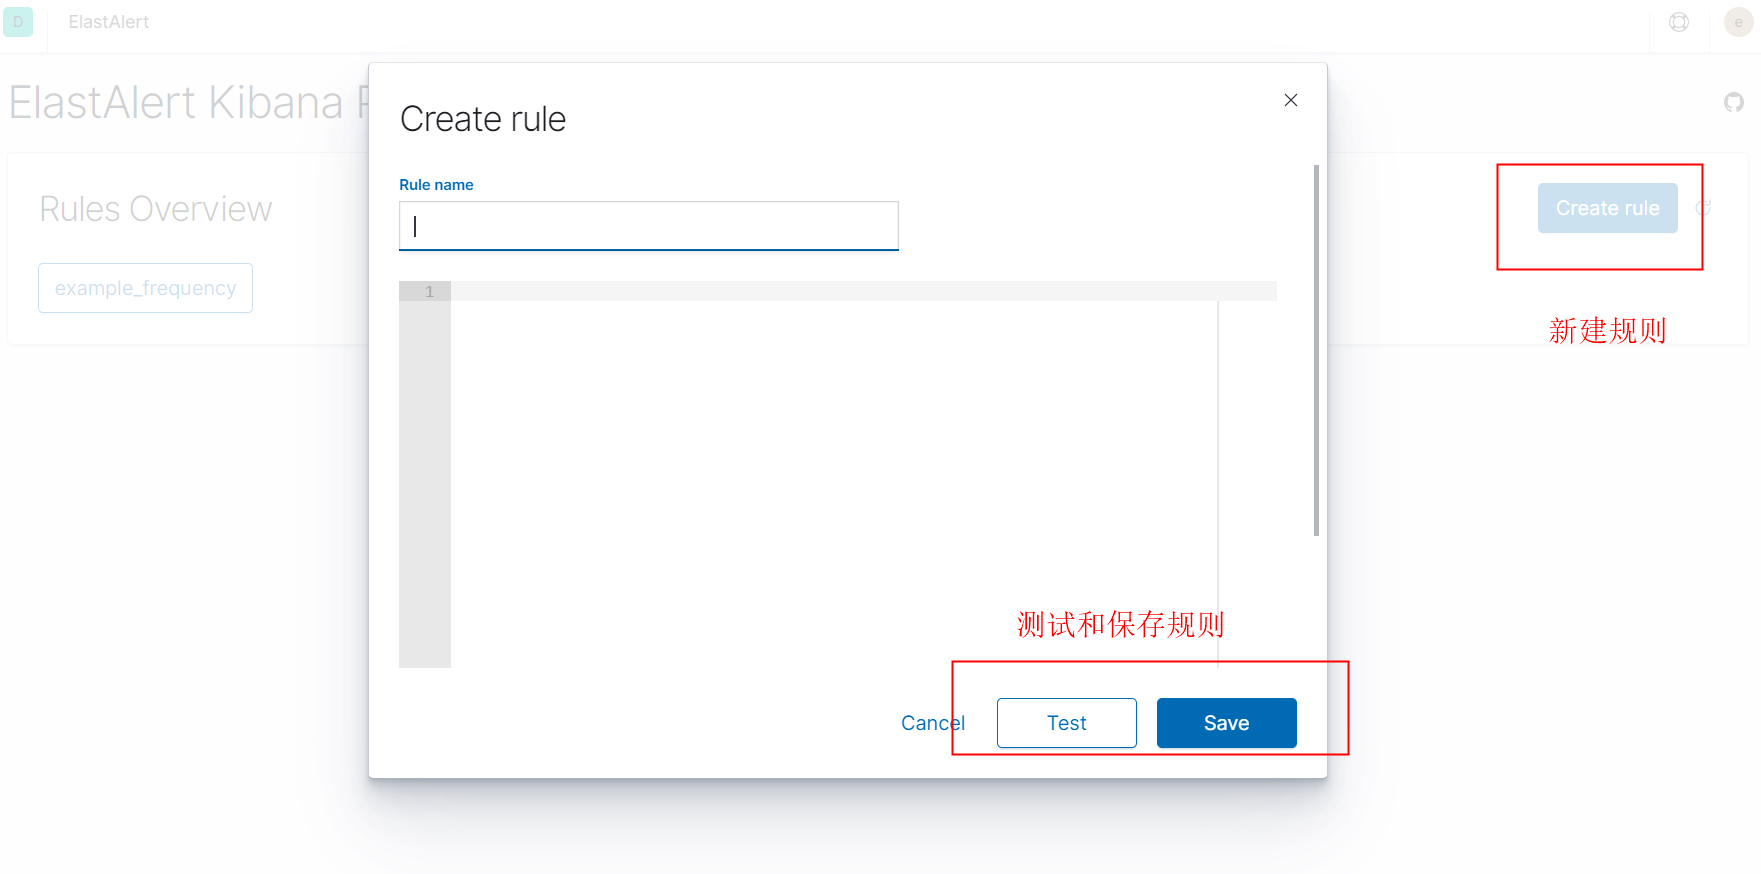 D
ElastAlert
e
ElastAlert Kibana
Create rule
Rule name
Rules Overview
Create rule
example_frequency
1
新建规则
测试和保存规则
Cancel
Test
Save